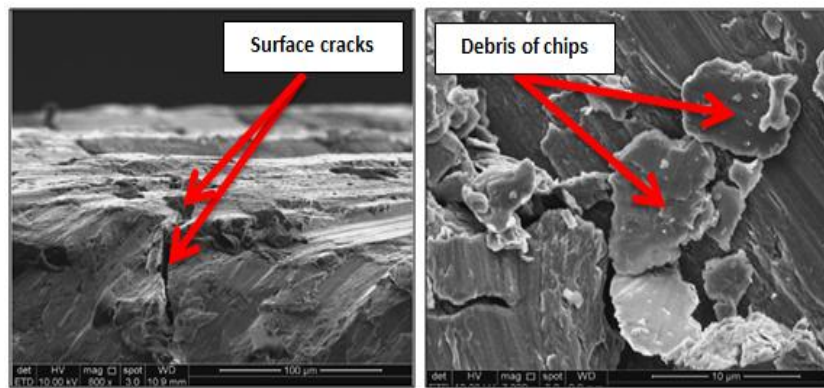 Surface cracks
Debris of chips
det HV mag □ spot WD
ETD 10.00 kV 800 x 3.0 10.9 mm
100 µm
det HV mag □ spot WD
10 µm